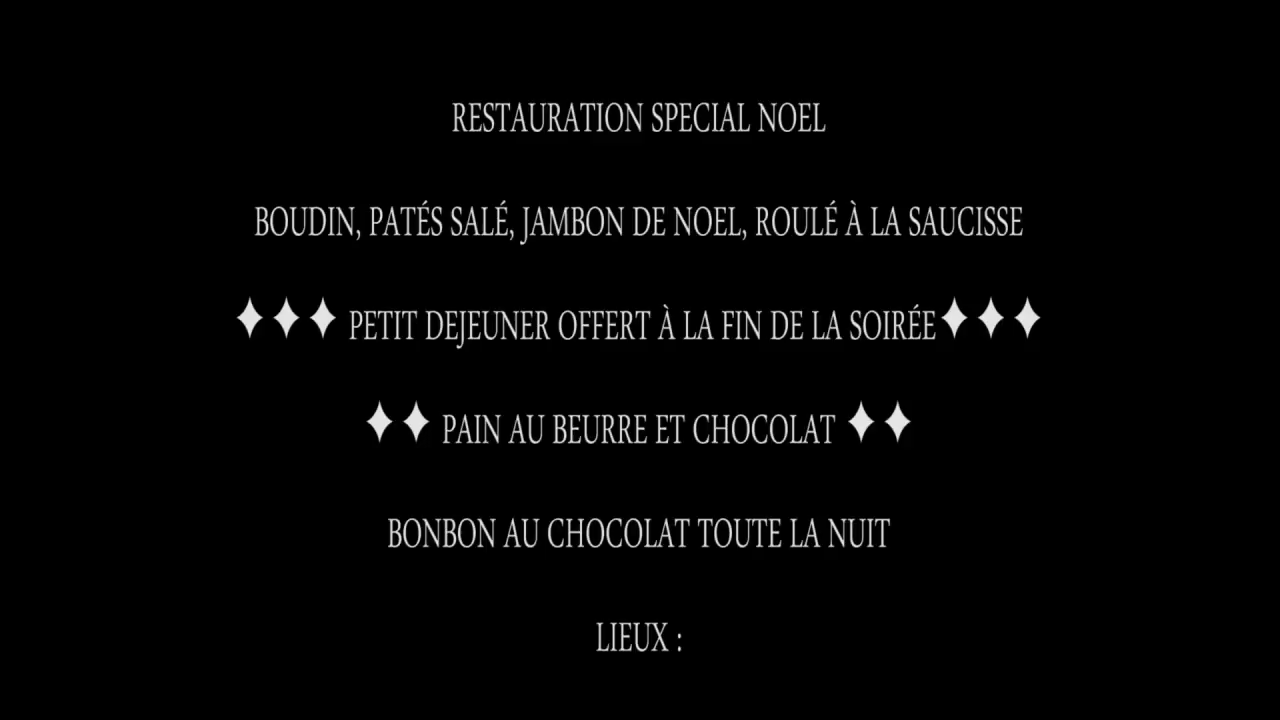 RESTAURATION SPECIAL NOEL
BOUDIN, PATÉS SALÉ, JAMBON DE NOEL, ROULÉ À LA SAUCISSE
✦✦✦ PETIT DEJEUNER OFFERT À LA FIN DE LA SOIRÉE✦✦✦
✦✦ PAIN AU BEURRE ET CHOCOLAT ✦✦
BONBON AU CHOCOLAT TOUTE LA NUIT
LIEUX :